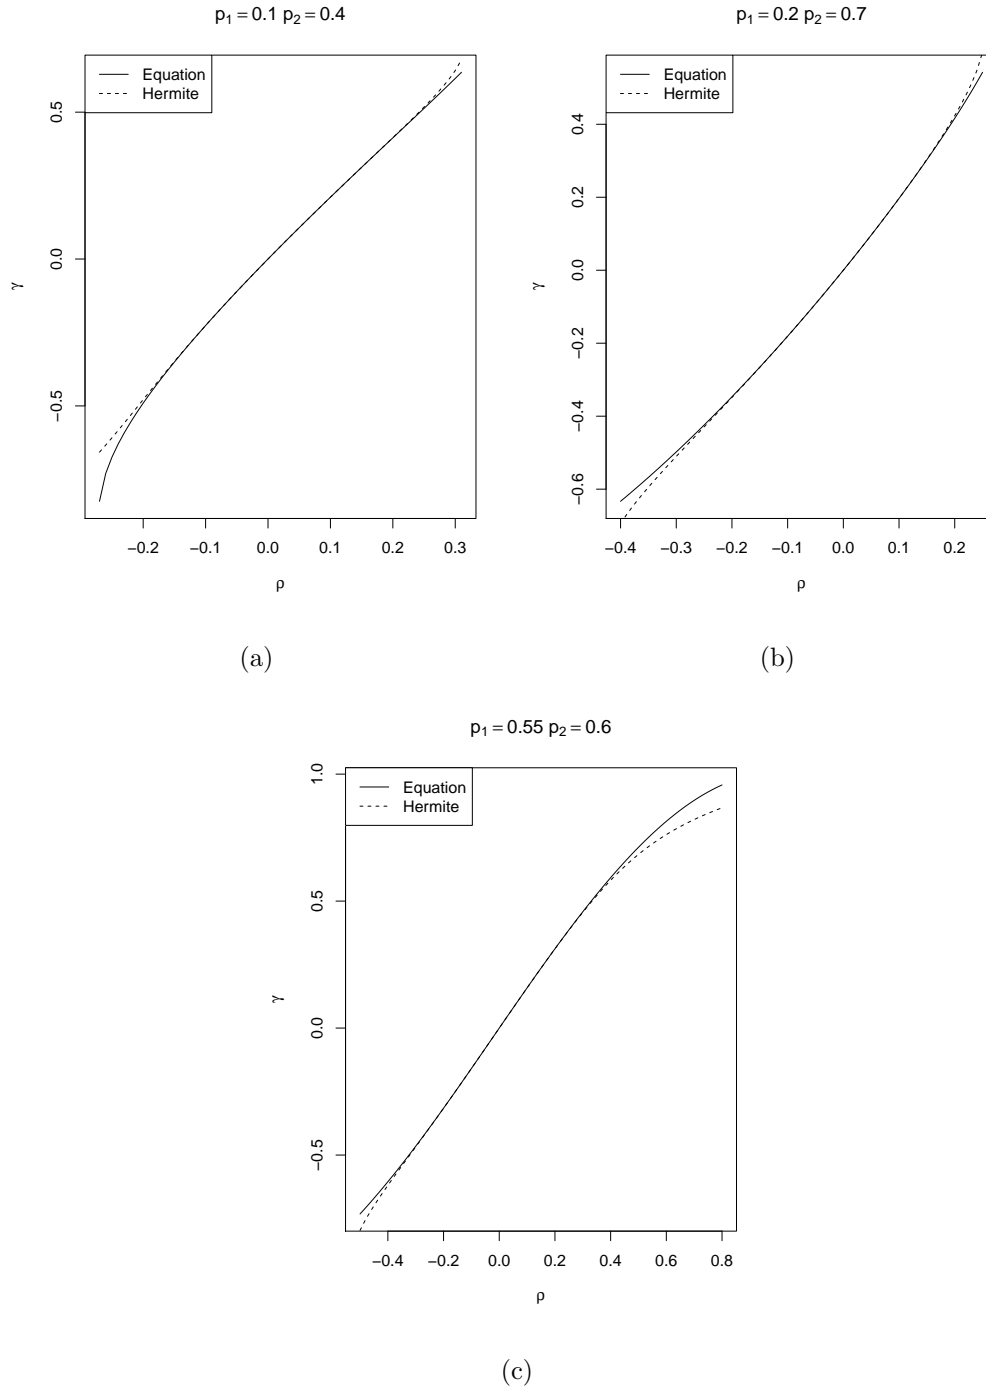 p1 = 0.1 p2 = 0.4
Equation
Hermite
0.5
0.0
−0.5
γ
−0.2 −0.1 0.0 0.1 0.2 0.3
ρ
(a)
p1 = 0.2 p2 = 0.7
Equation
Hermite
0.4
0.2
0.0
−0.2
−0.4
−0.6
γ
−0.4 −0.3 −0.2 −0.1 0.0 0.1 0.2
ρ
(b)
p1 = 0.55 p2 = 0.6
Equation
Hermite
1.0
0.5
0.0
−0.5
γ
−0.4 −0.2 0.0 0.2 0.4 0.6 0.8
ρ
(c)